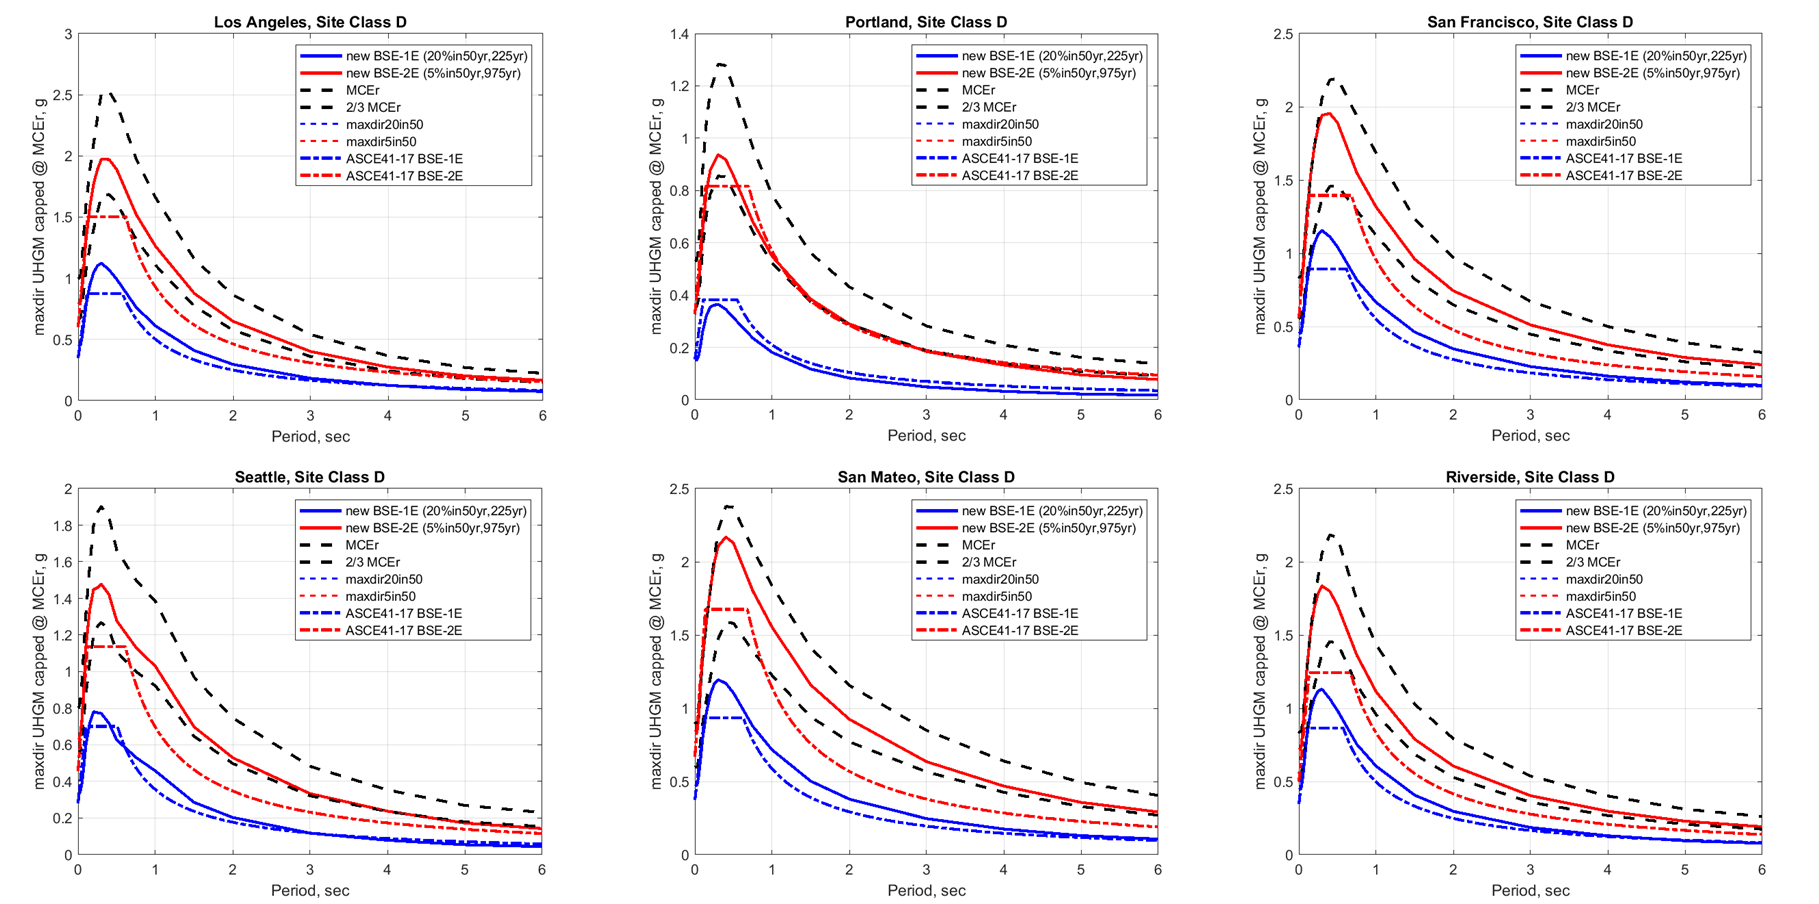 Los Angeles, Site Class D
maxdir UHGM capped @ MCEr, g
3
2.5
2
1.5
1
0.5
0
new BSE-1E (20%in50yr,225yr)
new BSE-2E (5%in50yr,975yr)
MCEr
2/3 MCEr
maxdir20in50
maxdir5in50
ASCE41-17 BSE-1E
ASCE41-17 BSE-2E
0 1 2 3 4 5 6
Period, sec
Portland, Site Class D
maxdir UHGM capped @ MCEr, g
1.4
1.2
1
0.8
0.6
0.4
0.2
0
new BSE-1E (20%in50yr,225yr)
new BSE-2E (5%in50yr,975yr)
MCEr
2/3 MCEr
maxdir20in50
maxdir5in50
ASCE41-17 BSE-1E
ASCE41-17 BSE-2E
0 1 2 3 4 5 6
Period, sec
San Francisco, Site Class D
maxdir UHGM capped @ MCEr, g
2.5
2
1.5
1
0.5
0
new BSE-1E (20%in50yr,225yr)
new BSE-2E (5%in50yr,975yr)
MCEr
2/3 MCEr
maxdir20in50
maxdir5in50
ASCE41-17 BSE-1E
ASCE41-17 BSE-2E
0 1 2 3 4 5 6
Period, sec
Seattle, Site Class D
maxdir UHGM capped @ MCEr, g
2
1.8
1.6
1.4
1.2
1
0.8
0.6
0.4
0.2
0
new BSE-1E (20%in50yr,225yr)
new BSE-2E (5%in50yr,975yr)
MCEr
2/3 MCEr
maxdir20in50
maxdir5in50
ASCE41-17 BSE-1E
ASCE41-17 BSE-2E
0 1 2 3 4 5 6
Period, sec
San Mateo, Site Class D
maxdir UHGM capped @ MCEr, g
2.5
2
1.5
1
0.5
0
new BSE-1E (20%in50yr,225yr)
new BSE-2E (5%in50yr,975yr)
MCEr
2/3 MCEr
maxdir20in50
maxdir5in50
ASCE41-17 BSE-1E
ASCE41-17 BSE-2E
0 1 2 3 4 5 6
Period, sec
Riverside, Site Class D
maxdir UHGM capped @ MCEr, g
2.5
2
1.5
1
0.5
0
new BSE-1E (20%in50yr,225yr)
new BSE-2E (5%in50yr,975yr)
MCEr
2/3 MCEr
maxdir20in50
maxdir5in50
ASCE41-17 BSE-1E
ASCE41-17 BSE-2E
0 1 2 3 4 5 6
Period, sec